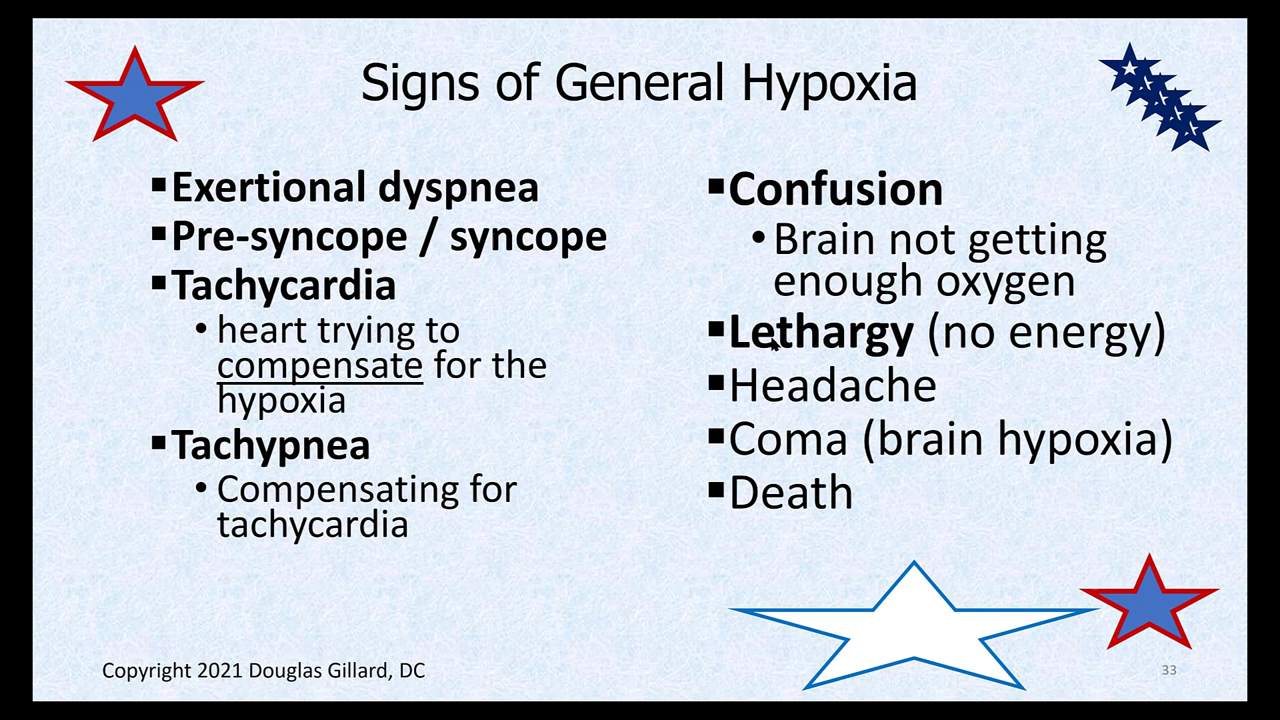 Signs of General Hypoxia
▪Exertional dyspnea
▪Pre-syncope / syncope
▪Tachycardia
• heart trying to
compensate for the
hypoxia
▪Tachypnea
• Compensating for
tachycardia
▪Confusion
• Brain not getting
enough oxygen
▪Lethargy (no energy)
▪Headache
▪Coma (brain hypoxia)
▪Death
Copyright 2021 Douglas Gillard, DC
33